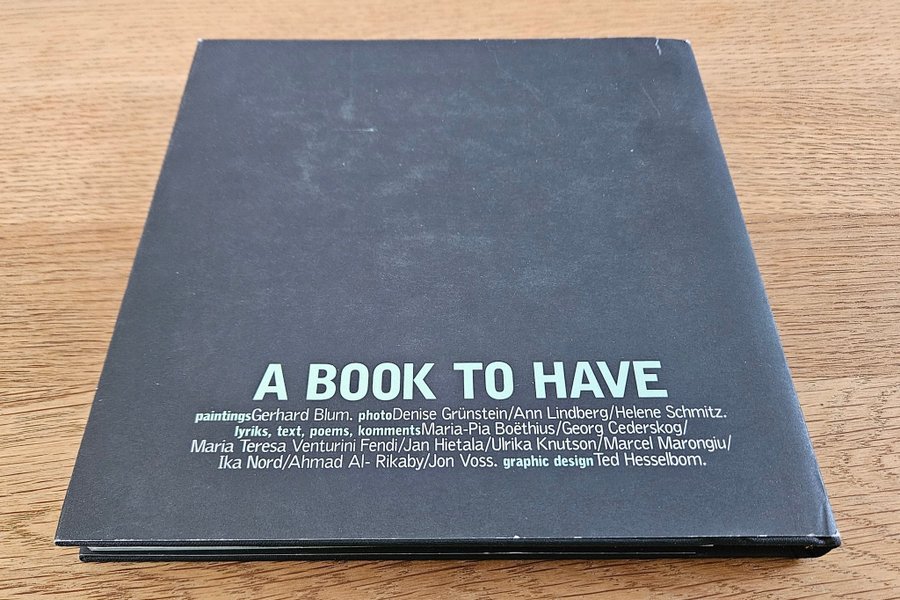 A BOOK TO HAVE
paintingsGerhard Blum. photoDenise Grünstein/Ann Lindberg/Helene Schmitz.
lyriks, text, poems, kommentsMaria-Pia Boëthius/Georg Cederskog/
Maria Teresa Venturini Fendi/Jan Hietala/Ulrika Knutson/Marcel Marongiu/
Ika Nord/Ahmad Al- Rikaby/Jon Voss. graphic designTed Hesselbom.